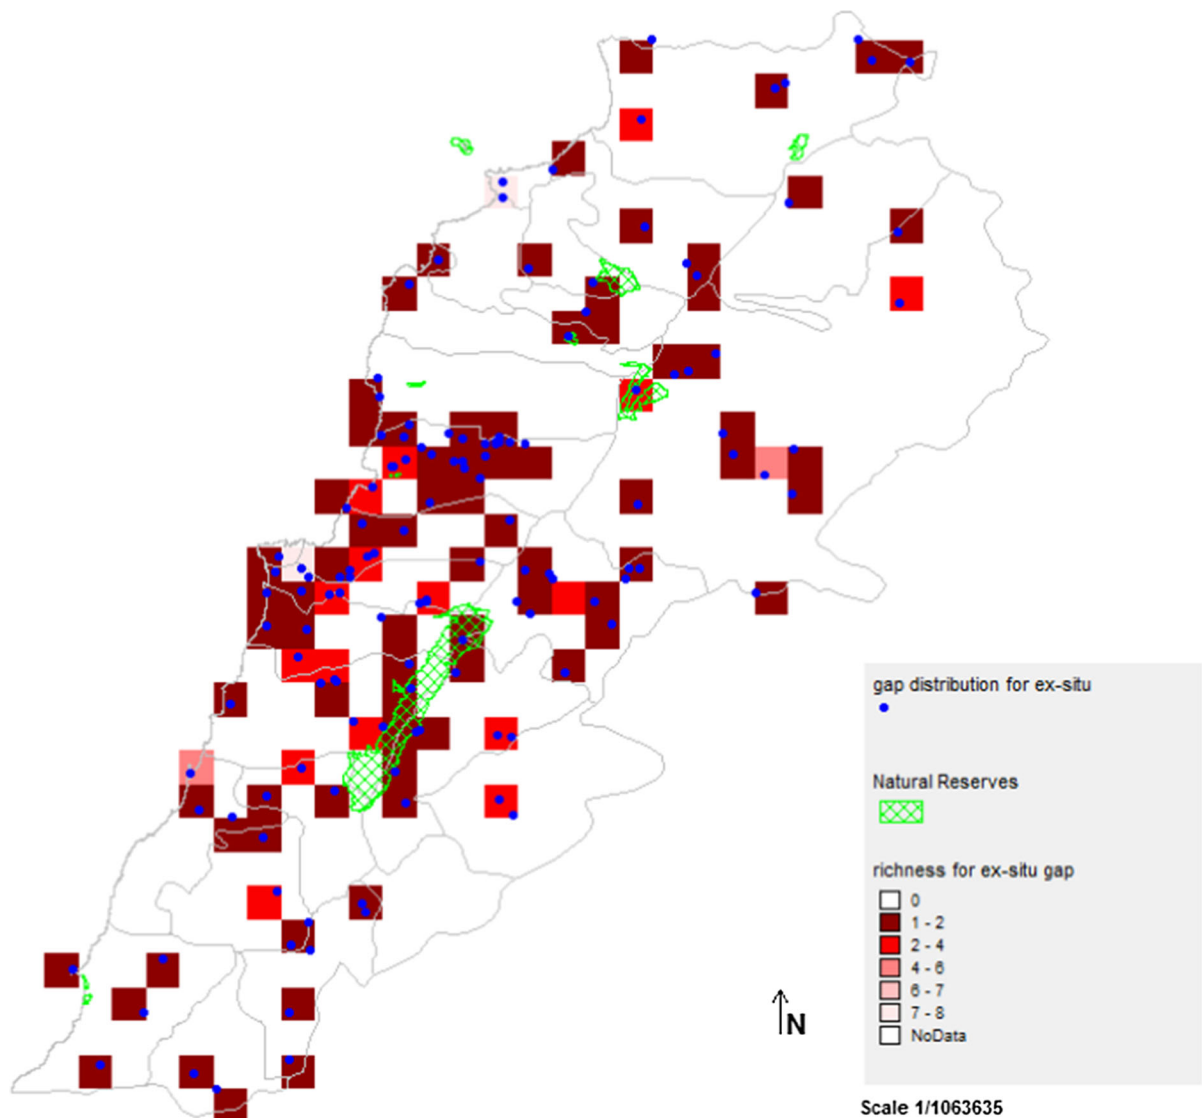 gap distribution for ex-situ
Natural Reserves
richness for ex-situ gap
0
1 - 2
2 - 4
4 - 6
6 - 7
7 - 8
NoData
N
Scale 1/1063635